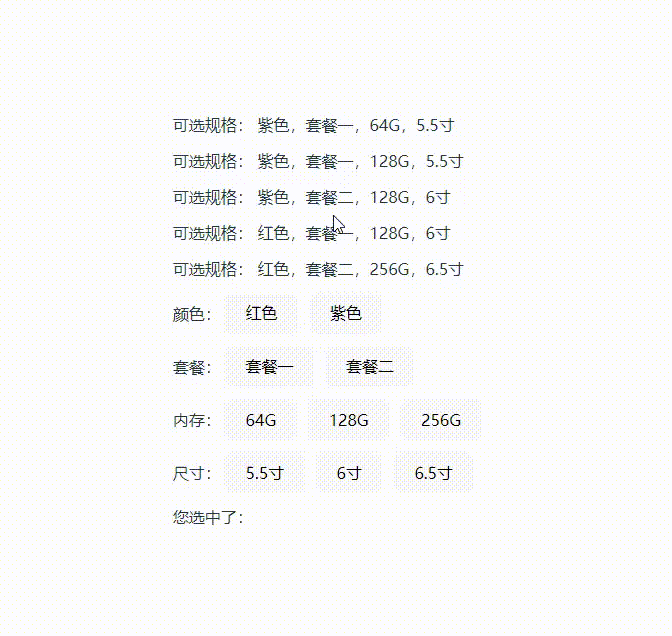 可选规格： 紫色，套餐一，64G，5.5寸
可选规格： 紫色，套餐一，128G，5.5寸
可选规格： 紫色，套餐二，128G，6寸
可选规格： 红色，套餐一，128G，6寸
可选规格： 红色，套餐二，256G，6.5寸
颜色： 红色 紫色
套餐： 套餐一 套餐二
内存： 64G 128G 256G
尺寸： 5.5寸 6寸 6.5寸
您选中了：